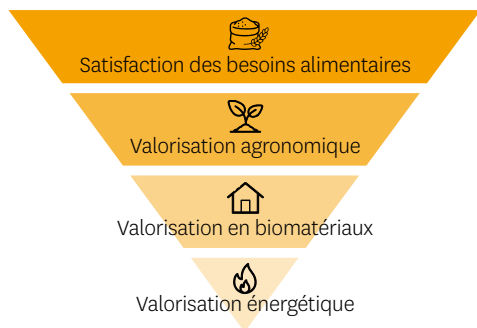 Satisfaction des besoins alimentaires
Valorisation agronomique
Valorisation en biomatériaux
Valorisation énergétique